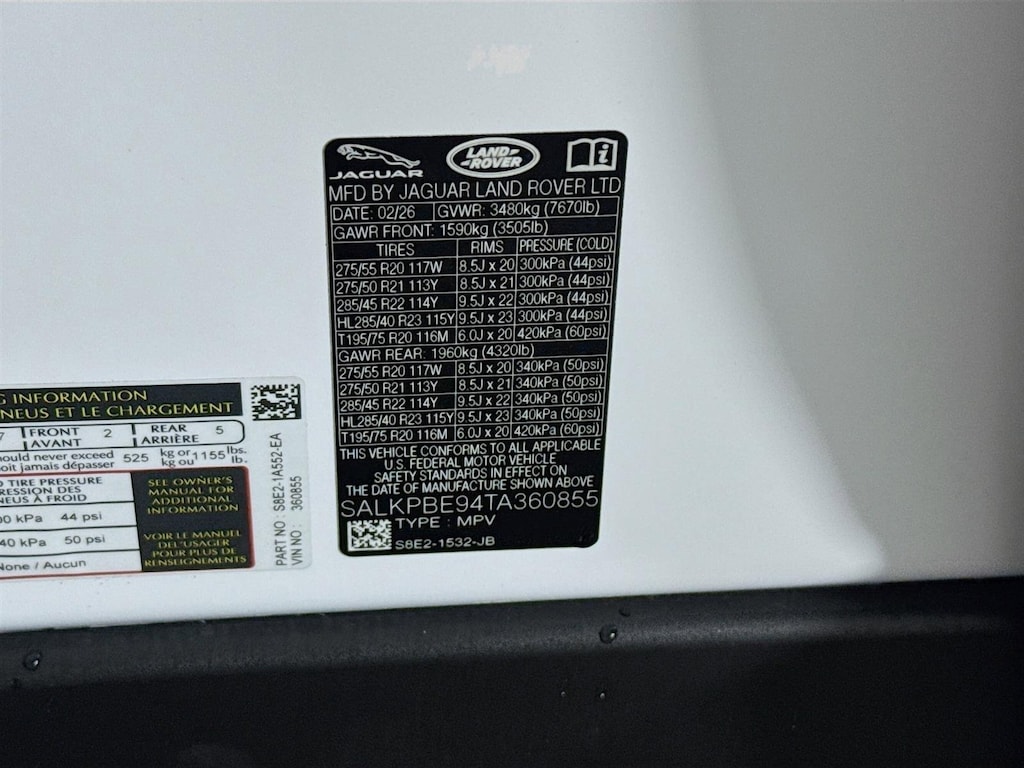 JAGUAR
LAND-
-ROVER
i
MFD BY JAGUAR LAND ROVER LTD
DATE: 02/26 GVWR: 3480kg (7670lb)
GAWR FRONT: 1590kg (3505lb)
TIRES RIMS PRESSURE (COLD)
275/55 R20 117W 8.5J x 20 300kPa (44psi)
275/50 R21 113Y 8.5J x 21 300kPa (44psi)
285/45 R22 114Y 9.5J x 22 300kPa (44psi)
HL285/40 R23 115Y 9.5J x 23 300kPa (44psi)
T195/75 R20 116M 6.0J x 20 420kPa (60psi)
GAWR REAR: 1960kg (4320lb)
275/55 R20 117W 8.5J x 20 340kPa (50psi)
275/50 R21 113Y 8.5J x 21 340kPa (50psi)
285/45 R22 114Y 9.5J x 22 340kPa (50psi)
HL285/40 R23 115Y 9.5J x 23 340kPa (50psi)
T195/75 R20 116M 6.0J x 20 420kPa (60psi)
THIS VEHICLE CONFORMS TO ALL APPLICABLE
U.S. FEDERAL MOTOR VEHICLE
SAFETY STANDARDS IN EFFECT ON
THE DATE OF MANUFACTURE SHOWN ABOVE
SALKPBE94TA360855
TYPE : MPV
S8E2-1532-JB
G INFORMATION
NEUS ET LE CHARGEMENT
7 FRONT 2 REAR 5
AVANT ARRIÈRE
hould never exceed 525 kg or 1155 lbs.
oit jamais dépasser kg ou lb.
D TIRE PRESSURE
RESSION DES
NEUS À FROID
00 kPa 44 psi
40 kPa 50 psi
None / Aucun
SEE OWNER'S
MANUAL FOR
ADDITIONAL
INFORMATION
VOIR LE MANUEL
DE L'USAGER
POUR PLUS DE
RENSEIGNEMENTS
PART NO : S8E2-1A552-EA
VIN NO : 360855